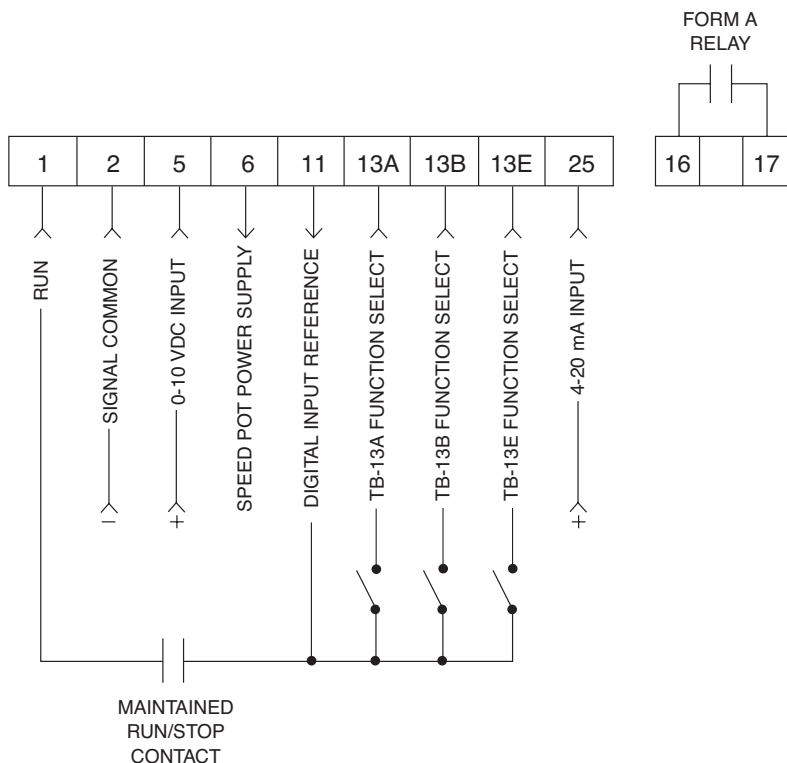 FORM A
RELAY
1 2 5 6 11 13A 13B 13E 25 16 17
RUN
SIGNAL COMMON
0-10 VDC INPUT
SPEED POT POWER SUPPLY
DIGITAL INPUT REFERENCE
TB-13A FUNCTION SELECT
TB-13B FUNCTION SELECT
TB-13E FUNCTION SELECT
4-20 mA INPUT
– + +
MAINTAINED
RUN/STOP
CONTACT